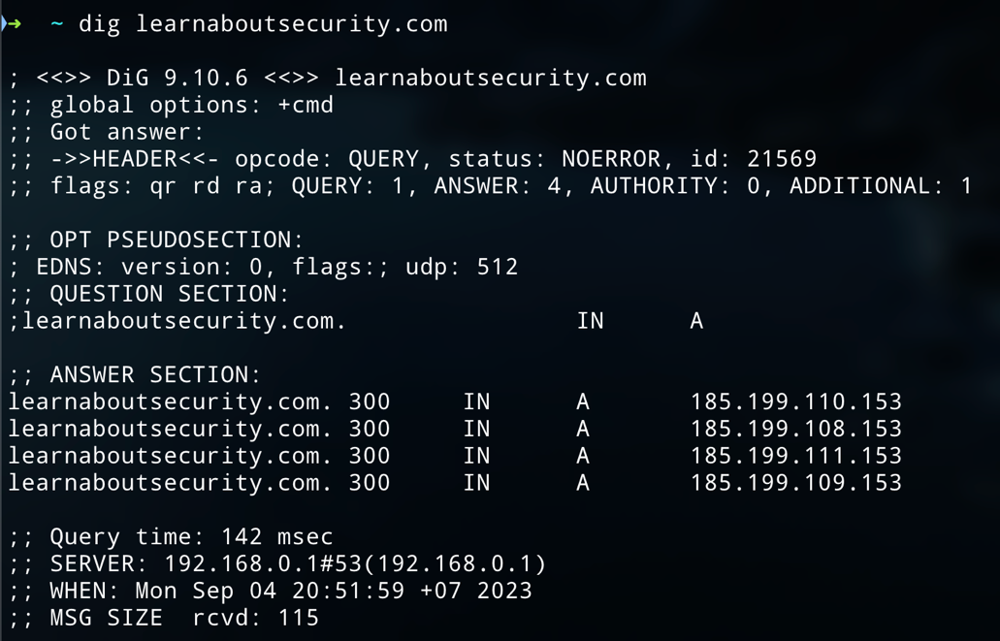 ➜ ~ dig learnaboutsecurity.com
; <<>> DiG 9.10.6 <<>> learnaboutsecurity.com
;; global options: +cmd
;; Got answer:
;; ->>HEADER<<- opcode: QUERY, status: NOERROR, id: 21569
;; flags: qr rd ra; QUERY: 1, ANSWER: 4, AUTHORITY: 0, ADDITIONAL: 1
;; OPT PSEUDOSECTION:
; EDNS: version: 0, flags:; udp: 512
;; QUESTION SECTION:
;learnaboutsecurity.com. IN A
;; ANSWER SECTION:
learnaboutsecurity.com. 300 IN A 185.199.110.153
learnaboutsecurity.com. 300 IN A 185.199.108.153
learnaboutsecurity.com. 300 IN A 185.199.111.153
learnaboutsecurity.com. 300 IN A 185.199.109.153
;; Query time: 142 msec
;; SERVER: 192.168.0.1#53(192.168.0.1)
;; WHEN: Mon Sep 04 20:51:59 +07 2023
;; MSG SIZE rcvd: 115